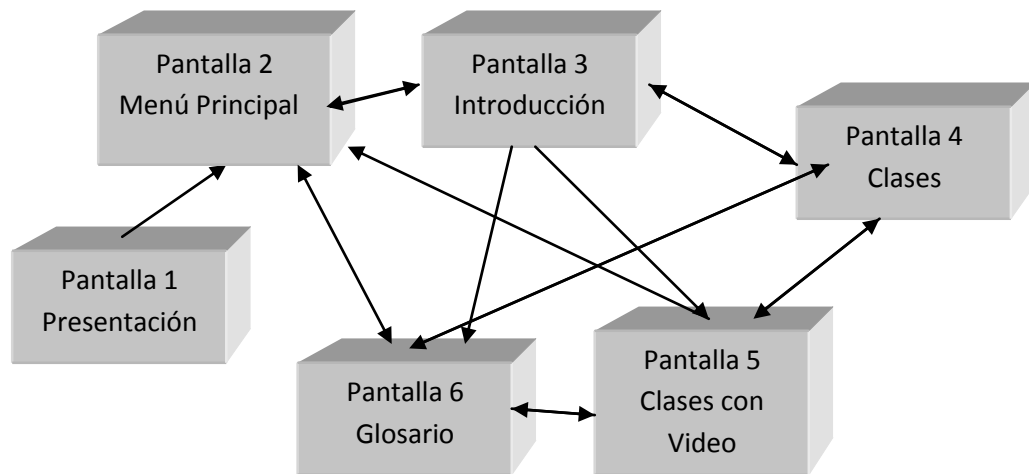 Pantalla 2
Menú Principal
Pantalla 3
Introducción
Pantalla 4
Clases
Pantalla 1
Presentación
Pantalla 6
Glosario
Pantalla 5
Clases con
Video